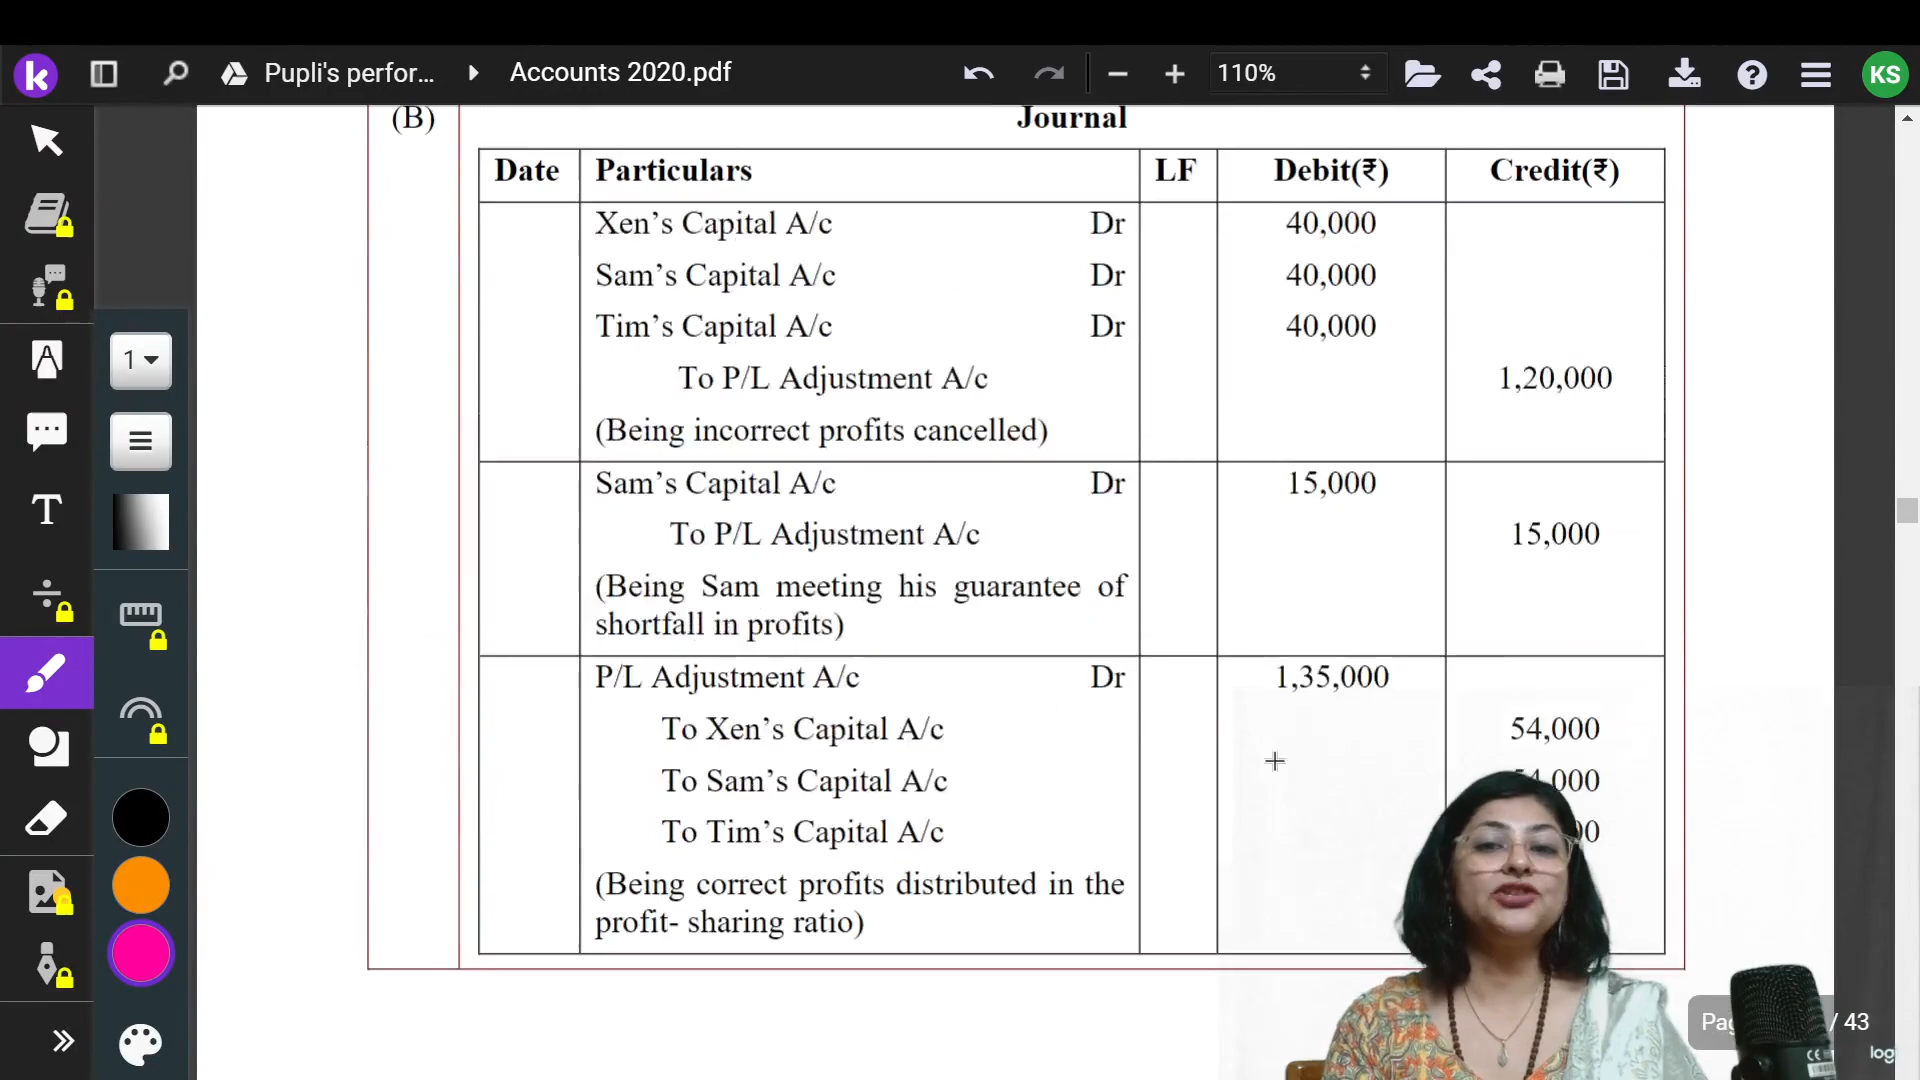 k Pupli's perfor... Accounts 2020.pdf 110% KS
(B) Journal
Date Particulars LF Debit(₹) Credit(₹)
Xen’s Capital A/c Dr 40,000
Sam’s Capital A/c Dr 40,000
Tim’s Capital A/c Dr 40,000
To P/L Adjustment A/c 1,20,000
(Being incorrect profits cancelled)
Sam’s Capital A/c Dr 15,000
To P/L Adjustment A/c 15,000
(Being Sam meeting his guarantee of
shortfall in profits)
P/L Adjustment A/c Dr 1,35,000
To Xen’s Capital A/c 54,000
To Sam’s Capital A/c
To Tim’s Capital A/c
(Being correct profits distributed in the
profit- sharing ratio)
1
T
/ 43
CE